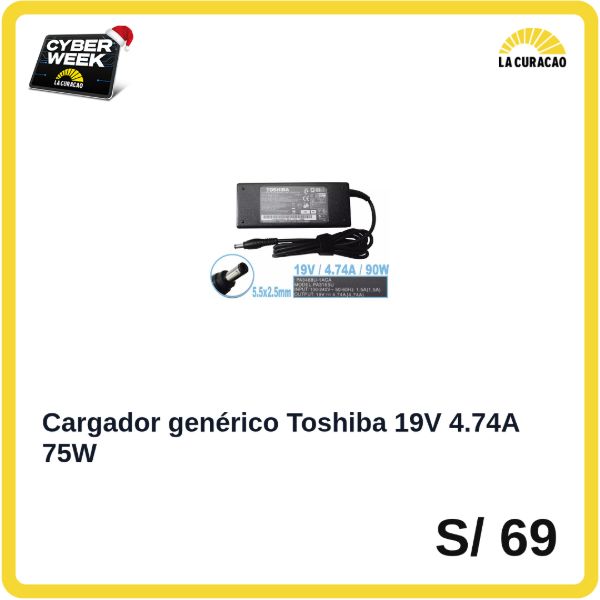 CYBER
WEEK
LA CURACAO
LA CURACAO
TOSHIBA
19V / 4.74A / 90W
5.5x2.5mm
Cargador genérico Toshiba 19V 4.74A
75W
S/ 69